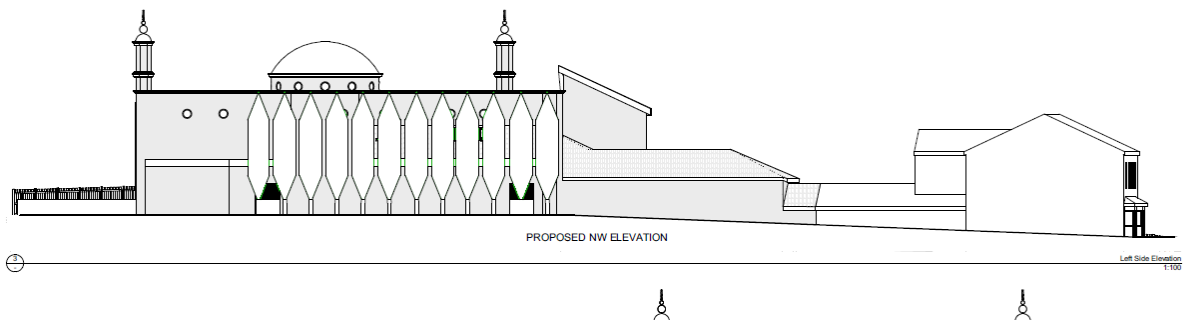 PROPOSED NW ELEVATION
3
-
Left Side Elevation
1:100